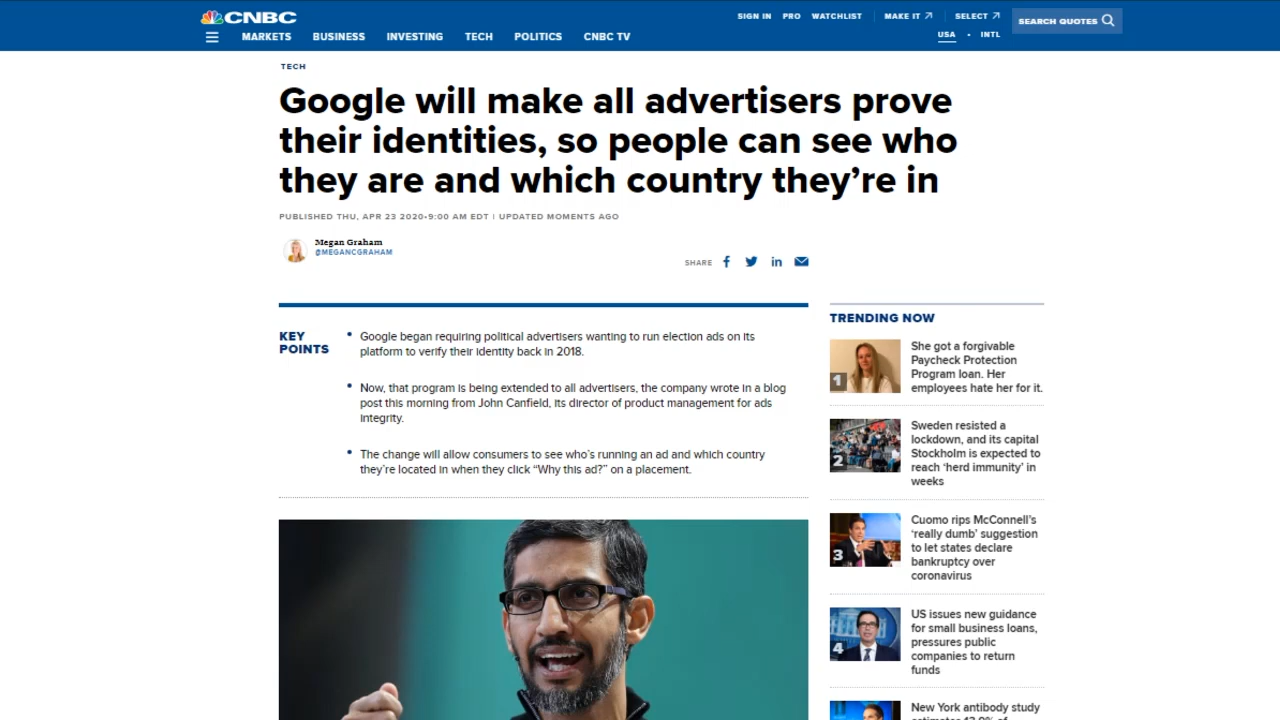 CNBC
SIGN IN PRO WATCHLIST MAKE IT SELECT
SEARCH QUOTES
USA • INTL
MARKETS BUSINESS INVESTING TECH POLITICS CNBC TV
TECH
Google will make all advertisers prove
their identities, so people can see who
they are and which country they’re in
PUBLISHED THU, APR 23 2020•9:00 AM EDT | UPDATED MOMENTS AGO
Megan Graham
@MEGANCGRAHAM
SHARE
KEY
POINTS
• Google began requiring political advertisers wanting to run election ads on its
platform to verify their identity back in 2018.
• Now, that program is being extended to all advertisers, the company wrote in a blog
post this morning from John Canfield, its director of product management for ads
integrity.
• The change will allow consumers to see who’s running an ad and which country
they’re located in when they click “Why this ad?” on a placement.
TRENDING NOW
1
She got a forgivable
Paycheck Protection
Program loan. Her
employees hate her for it.
2
Sweden resisted a
lockdown, and its capital
Stockholm is expected to
reach ‘herd immunity’ in
weeks
3
Cuomo rips McConnell’s
‘really dumb’ suggestion
to let states declare
bankruptcy over
coronavirus
4
US issues new guidance
for small business loans,
pressures public
companies to return
funds
New York antibody study